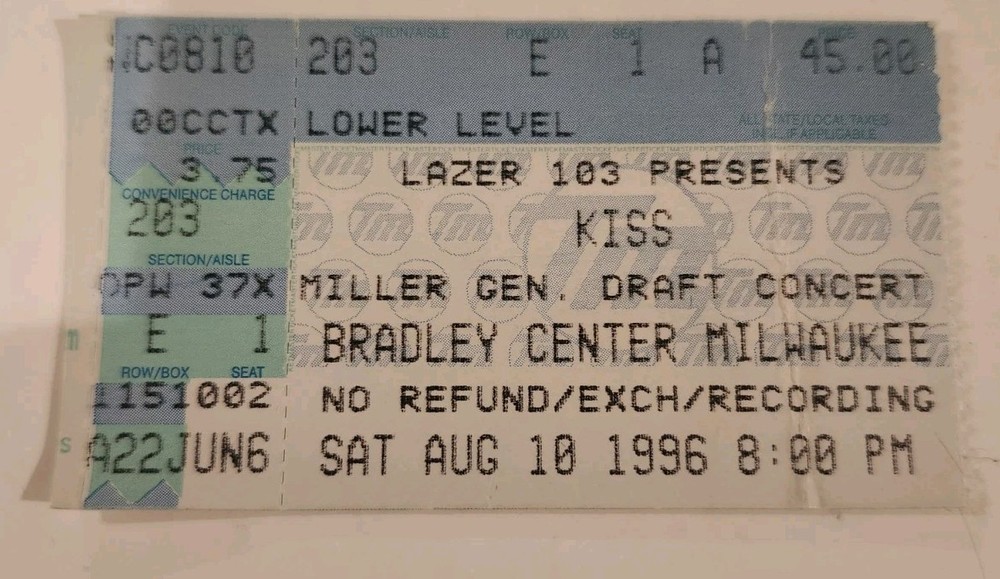 EVENT CODE SECTION/AISLE ROW/BOX SEAT PRICE
C0810 203 E 1 A 45.00
00CCTX LOWER LEVEL
ALL STATE/LOCAL TAXES
INCL. IF APPLICABLE
PRICE
3.75 LAZER 103 PRESENTS
CONVENIENCE CHARGE
203 KISS
SECTION/AISLE
OPW 37X MILLER GEN. DRAFT CONCERT
E 1 BRADLEY CENTER MILWAUKEE
ROW/BOX SEAT
1151002 NO REFUND/EXCH/RECORDING
A22JUN6 SAT AUG 10 1996 8:00 PM